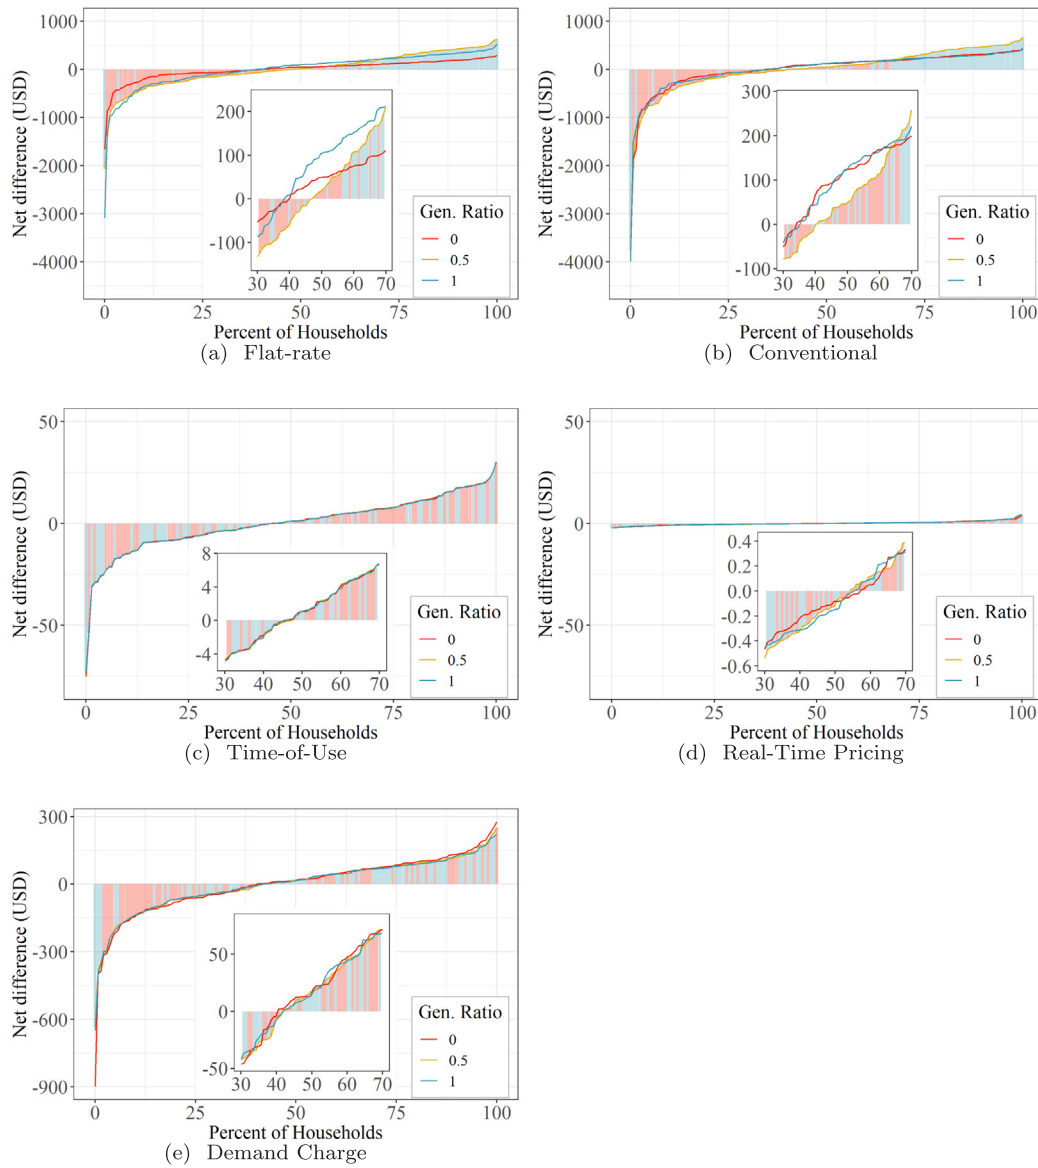 1000
0
-1000
-2000
-3000
-4000
Net difference (USD)
200
100
0
-100
30 40 50 60 70
Gen. Ratio
0
0.5
1
0 25 50 75 100
Percent of Households
(a) Flat-rate
1000
0
-1000
-2000
-3000
-4000
Net difference (USD)
300
200
100
0
-100
30 40 50 60 70
Gen. Ratio
0
0.5
1
0 25 50 75 100
Percent of Households
(b) Conventional
50
0
-50
Net difference (USD)
8
4
0
-4
30 40 50 60 70
Gen. Ratio
0
0.5
1
0 25 50 75 100
Percent of Households
(c) Time-of-Use
50
0
-50
Net difference (USD)
0.4
0.2
0.0
-0.2
-0.4
-0.6
30 40 50 60 70
Gen. Ratio
0
0.5
1
0 25 50 75 100
Percent of Households
(d) Real-Time Pricing
300
0
-300
-600
-900
Net difference (USD)
50
0
-50
30 40 50 60 70
Gen. Ratio
0
0.5
1
0 25 50 75 100
Percent of Households
(e) Demand Charge